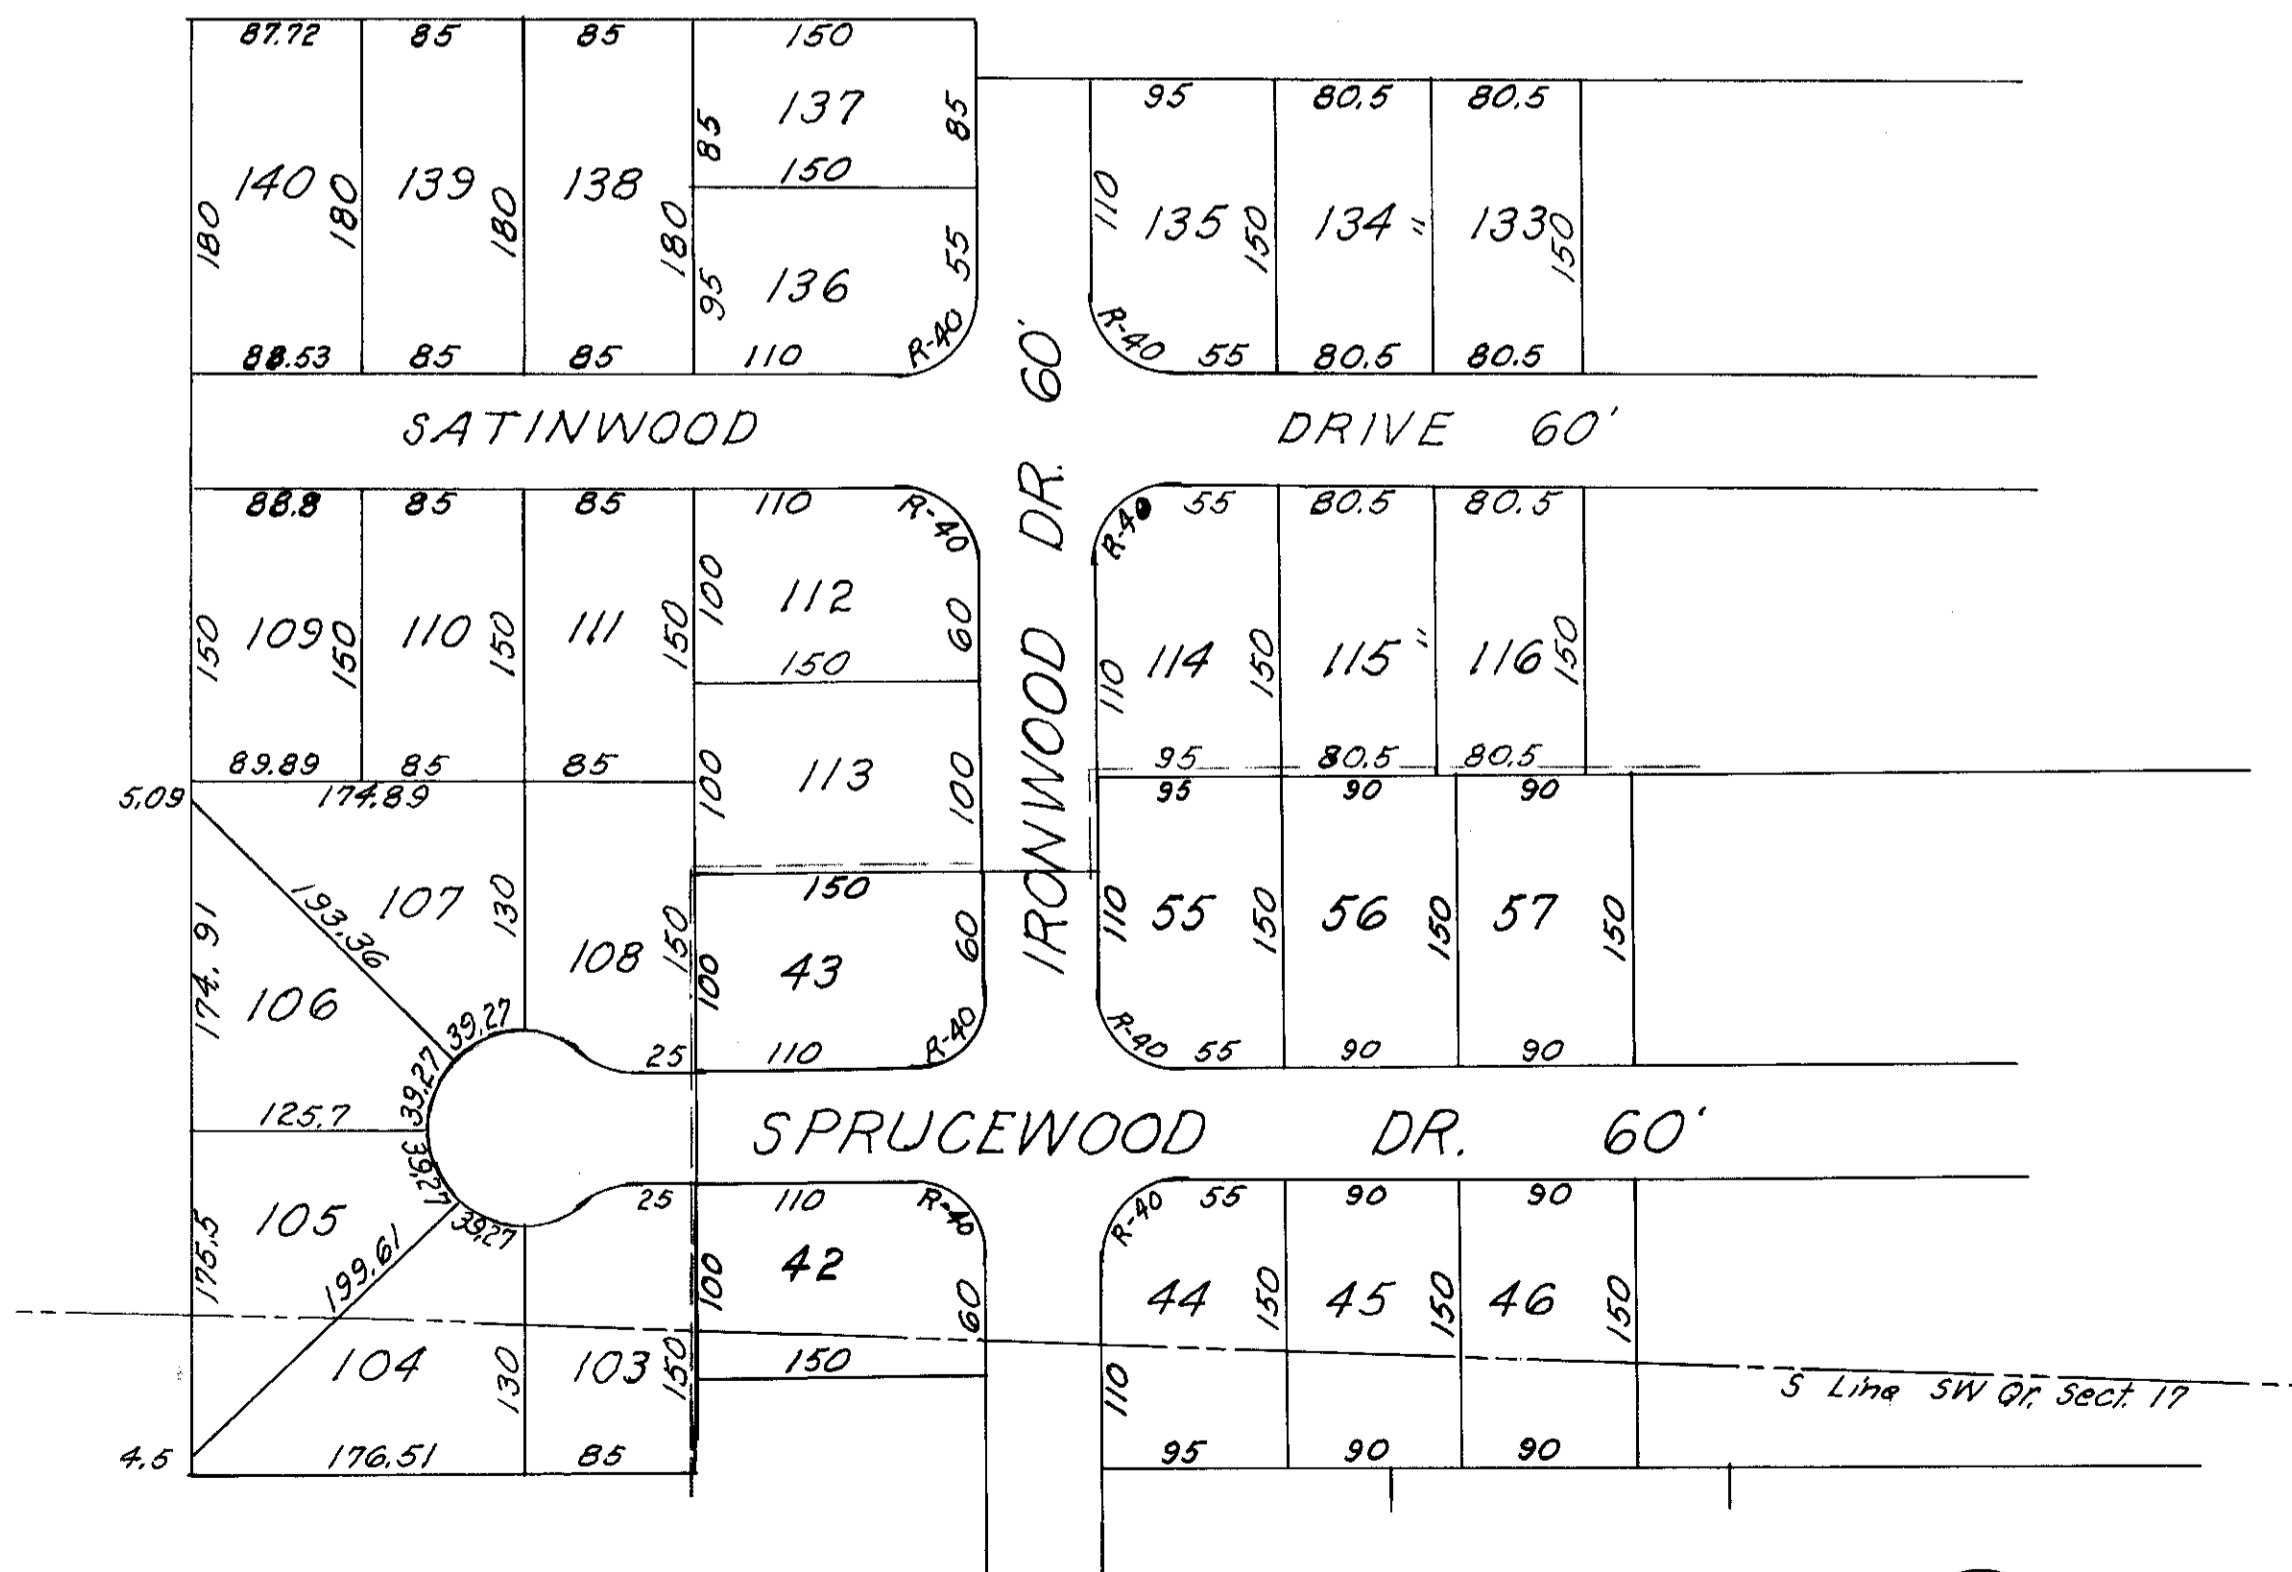 87.72 85 85 150
95 80.5 80.5
137
85 85
150
140 139 138
180 180 180 180
110 135 150 134 " 133 150
55
95 136
R-40 R-40
88.53 85 85 110 55 80.5 80.5
SATINWOOD DRIVE 60'
IRONWOOD DR. 60'
88.8 85 85 110 R-40 R-40 55 80.5 80.5
100 112 60
109 110 111
150 150 150 150
150
110 114 150 115 " 116 150
89.89 85 85 95 80.5 80.5
100 113 100
5.09 174.89 95 90 90
150
193.36 107 130
174.91 106 108 150
100 43 60
110 55 150 56 150 57 150
39.27 R-40 R-40
25 110 55 90 90
39.27
125.7
SPRUCEWOOD DR. 60'
39.27
105 39.27 25 110 R-40 R-40 55 90 90
175.5 199.61
100 42 60
44 150 45 150 46 150
104 130 103 150 150
110
S Line SW Qr. Sect. 17
4.5 176.51 85 95 90 90